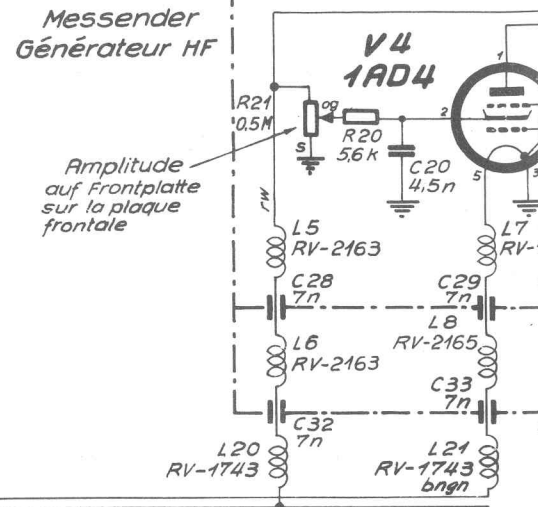 Messender
Générateur HF
V4
1AD4
1
R21
0,5M
og
2
R20
5,6k
s
C20
4,5n
3
5
Amplitude
auf Frontplatte
sur la plaque
frontale
rw
L5
RV-2163
L7
RV-1
C28
7n
C29
7n
L6
RV-2163
L8
RV-2165
C33
7n
C32
7n
L20
RV-1743
L21
RV-1743
bngn